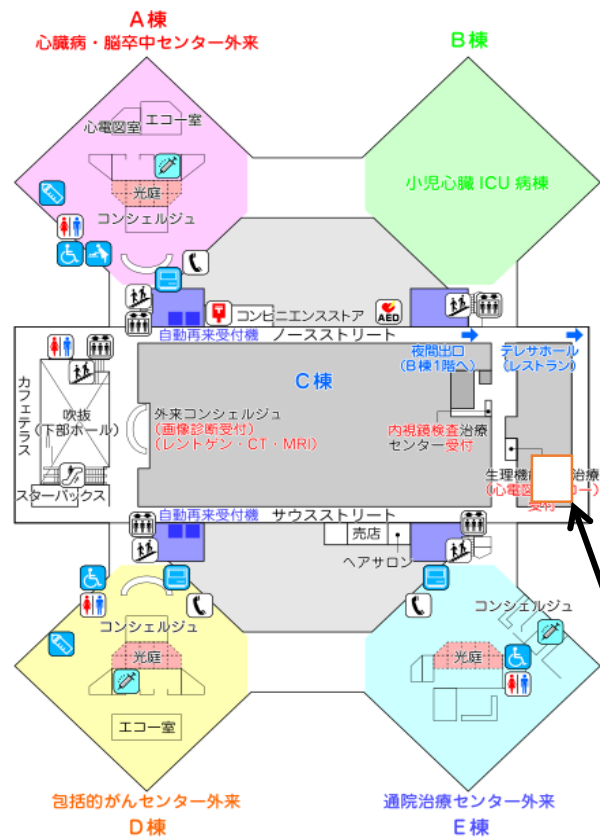 A棟
心臓病・脳卒中センター外来
B棟
心電図室
エコー室
光庭
コンシェルジュ
小児心臓ICU病棟
コンビニエンスストア
AED
自動再来受付機
ノースストリート
カフェテラス
吹抜
(下部ホール)
スターバックス
C棟
外来コンシェルジュ
(画像診断受付)
(レントゲン・CT・MRI)
夜間出口
(B棟1階へ)
テレサホール
(レストラン)
内視鏡検査治療
センター受付
生理機
治療
(心電図
ー)
受付
自動再来受付機
サウスストリート
売店
ヘアサロン
コンシェルジュ
光庭
エコー室
コンシェルジュ
光庭
包括的がんセンター外来
D棟
通院治療センター外来
E棟